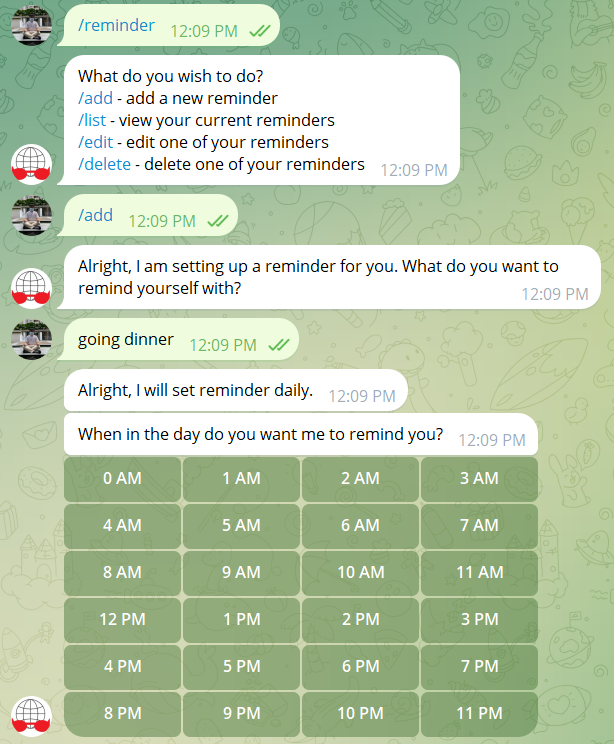 /reminder 12:09 PM
What do you wish to do?
/add - add a new reminder
/list - view your current reminders
/edit - edit one of your reminders
/delete - delete one of your reminders 12:09 PM
/add 12:09 PM
Alright, I am setting up a reminder for you. What do you want to
remind yourself with?
12:09 PM
going dinner 12:09 PM
Alright, I will set reminder daily. 12:09 PM
When in the day do you want me to remind you? 12:09 PM
0 AM 1 AM 2 AM 3 AM
4 AM 5 AM 6 AM 7 AM
8 AM 9 AM 10 AM 11 AM
12 PM 1 PM 2 PM 3 PM
4 PM 5 PM 6 PM 7 PM
8 PM 9 PM 10 PM 11 PM